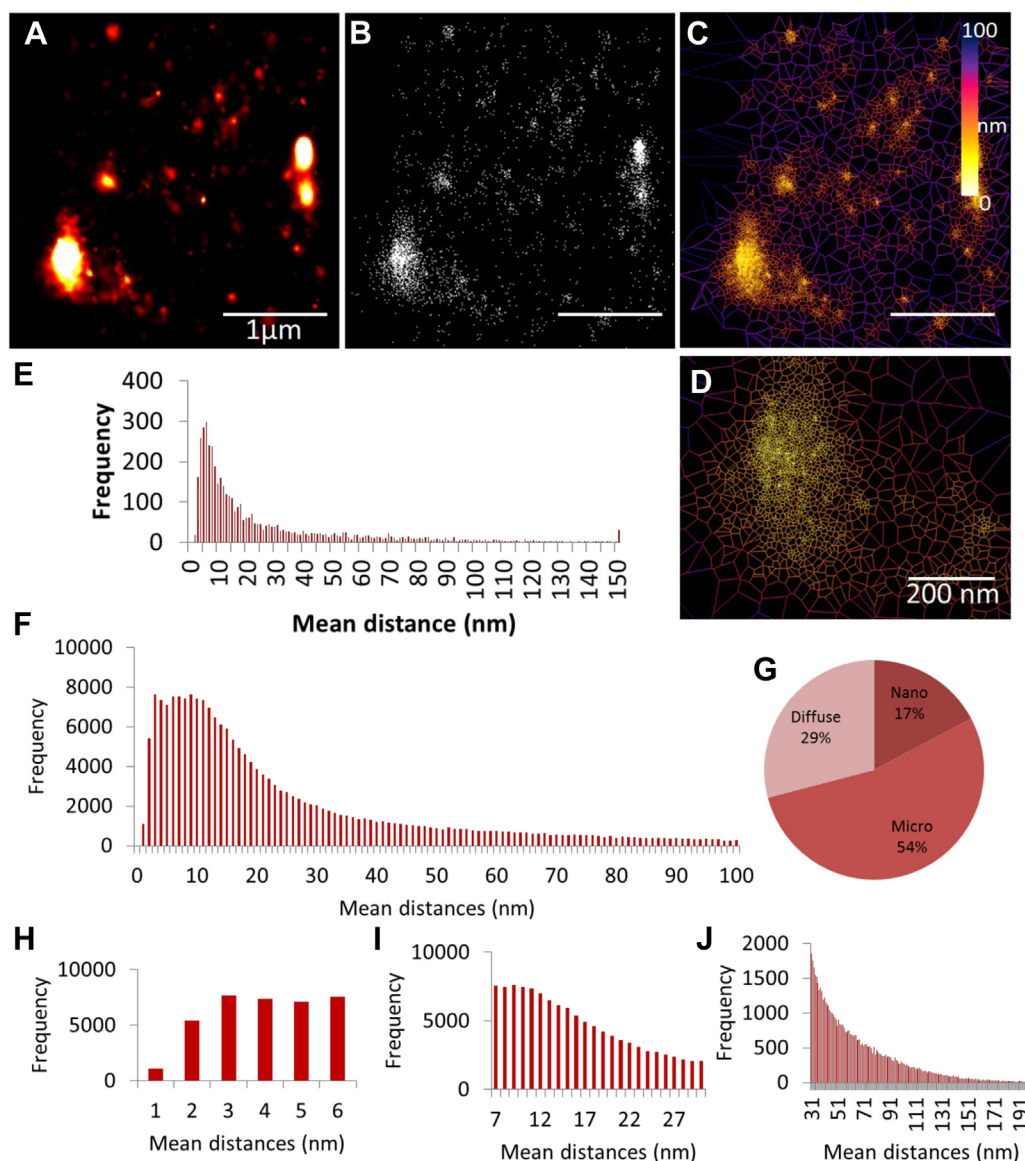 A
1μm
B
C
100
nm
0
D
200 nm
E
Frequency
400
300
200
100
0
0 10 20 30 40 50 60 70 80 90 100 110 120 130 140 150
Mean distance (nm)
F
Frequency
10000
8000
6000
4000
2000
0
0 10 20 30 40 50 60 70 80 90 100
Mean distances (nm)
G
Nano
17%
Diffuse
29%
Micro
54%
H
Frequency
10000
5000
0
1 2 3 4 5 6
Mean distances (nm)
I
Frequency
10000
5000
0
7 12 17 22 27
Mean distances (nm)
J
Frequency
2000
1500
1000
500
0
31 51 71 91 111 131 151 171 191
Mean distances (nm)